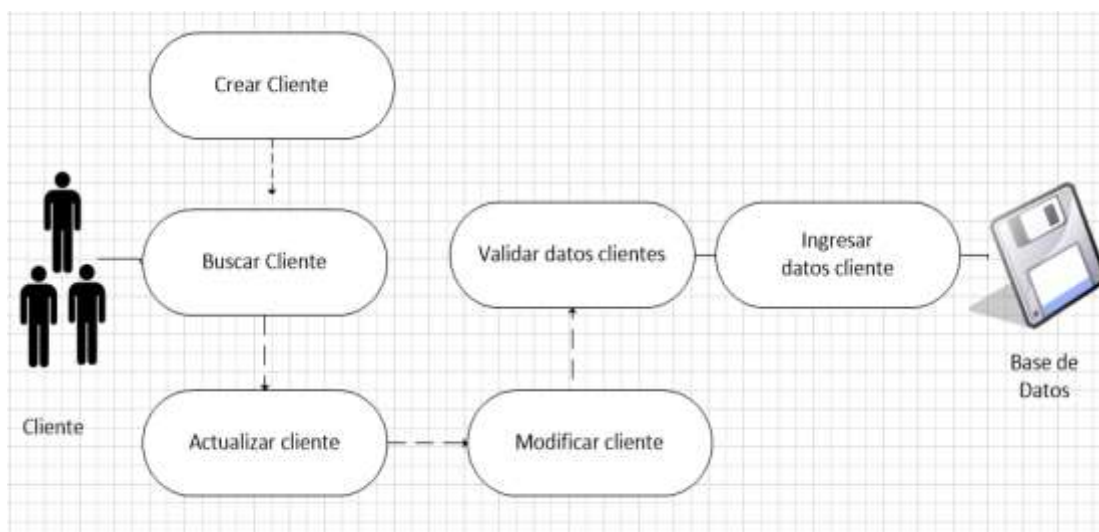 Crear Cliente
Buscar Cliente
Validar datos clientes
Ingresar
datos cliente
Base de
Datos
Cliente
Actualizar cliente
Modificar cliente